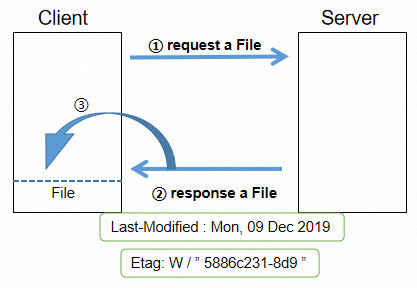 Client
Server
① request a File
③
② response a File
File
Last-Modified : Mon, 09 Dec 2019
Etag: W / ” 5886c231-8d9 ”